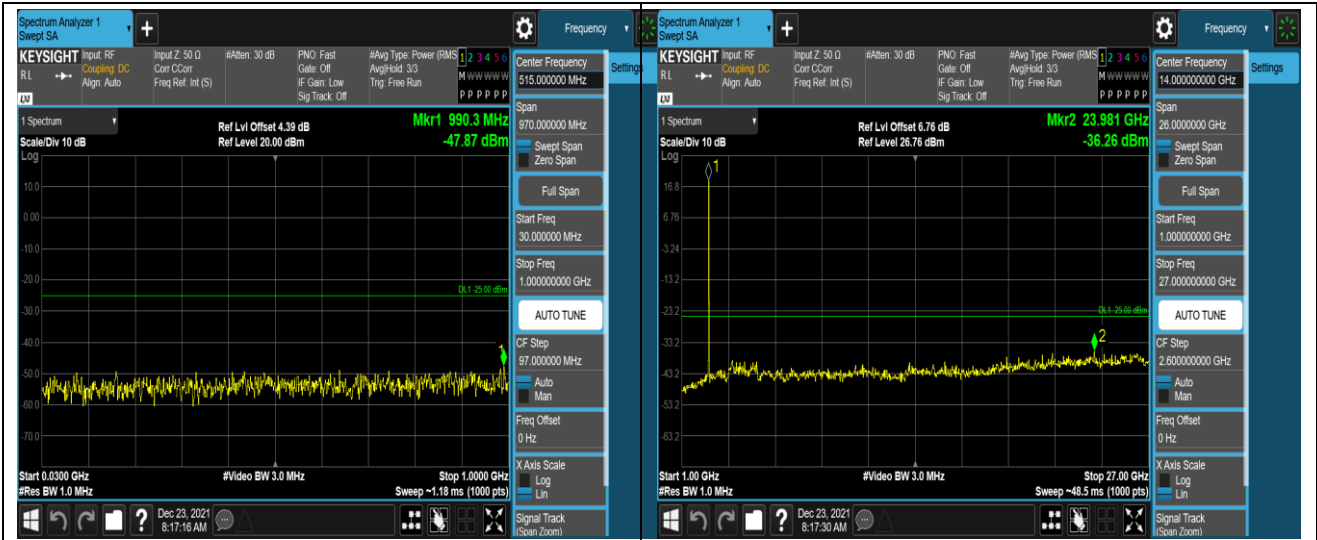 Spectrum Analyzer 1
Swept SA
Frequency
KEYSIGHT
RL
LXI
Input: RF
Coupling: DC
Align: Auto
Input Z: 50 Ω
Corr CCorr
Freq Ref: Int (S)
#Atten: 30 dB
PNO: Fast
Gate: Off
IF Gain: Low
Sig Track: Off
#Avg Type: Power (RMS
Avg|Hold: 3/3
Trig: Free Run
1 2 3 4 5 6
M W W W W W
P P P P P P
Center Frequency
515.000000 MHz
Settings
1 Spectrum
Scale/Div 10 dB
Log
Ref Lvl Offset 4.39 dB
Ref Level 20.00 dBm
Mkr1 990.3 MHz
-47.87 dBm
10.0
0.00
-10.0
-20.0
-30.0
-40.0
-50.0
-60.0
-70.0
DL1 -25.00 dBm
1
Start 0.0300 GHz
#Res BW 1.0 MHz
#Video BW 3.0 MHz
Stop 1.0000 GHz
Sweep ~1.18 ms (1000 pts)
Span
970.000000 MHz
Swept Span
Zero Span
Full Span
Start Freq
30.000000 MHz
Stop Freq
1.000000000 GHz
AUTO TUNE
CF Step
97.000000 MHz
Auto
Man
Freq Offset
0 Hz
X Axis Scale
Log
Lin
Signal Track
(Span Zoom)
?
Dec 23, 2021
8:17:16 AM
Spectrum Analyzer 1
Swept SA
Frequency
KEYSIGHT
RL
LXI
Input: RF
Coupling: DC
Align: Auto
Input Z: 50 Ω
Corr CCorr
Freq Ref: Int (S)
#Atten: 30 dB
PNO: Fast
Gate: Off
IF Gain: Low
Sig Track: Off
#Avg Type: Power (RMS
Avg|Hold: 3/3
Trig: Free Run
1 2 3 4 5 6
M W W W W W
P P P P P P
Center Frequency
14.000000000 GHz
Settings
1 Spectrum
Scale/Div 10 dB
Log
Ref Lvl Offset 6.76 dB
Ref Level 26.76 dBm
Mkr2 23.981 GHz
-36.26 dBm
16.8
6.76
-3.24
-13.2
-23.2
-33.2
-43.2
-53.2
-63.2
1
DL1 -25.00 dBm
2
Start 1.00 GHz
#Res BW 1.0 MHz
#Video BW 3.0 MHz
Stop 27.00 GHz
Sweep ~48.5 ms (1000 pts)
Span
26.0000000 GHz
Swept Span
Zero Span
Full Span
Start Freq
1.000000000 GHz
Stop Freq
27.000000000 GHz
AUTO TUNE
CF Step
2.600000000 GHz
Auto
Man
Freq Offset
0 Hz
X Axis Scale
Log
Lin
Signal Track
(Span Zoom)
?
Dec 23, 2021
8:17:30 AM